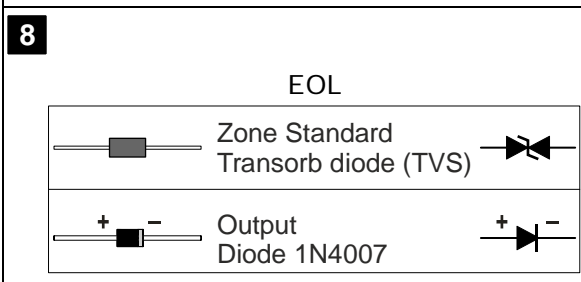 8
EOL
Zone Standard
Transorb diode (TVS)
+ − Output + −
Diode 1N4007